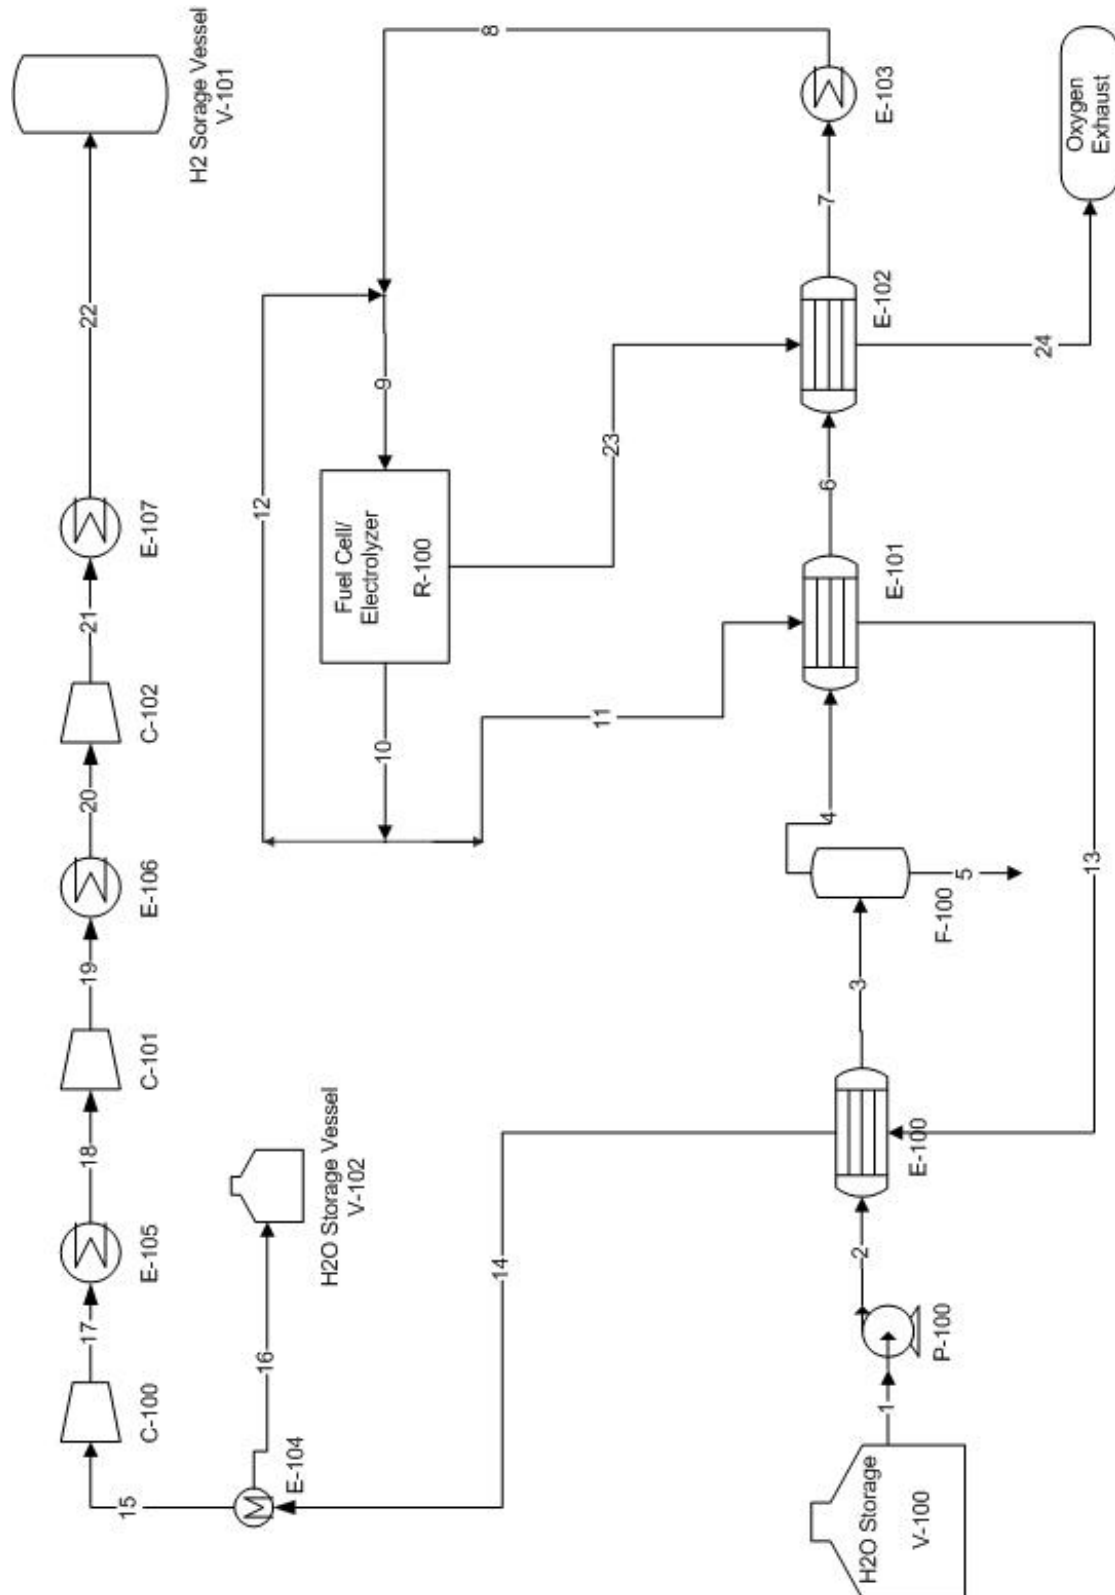 H2 Sorage Vessel
V-101
22
E-107
21
C-102
20
E-106
19
C-101
18
E-105
17
C-100
15
E-104
16
H2O Storage Vessel
V-102
14
12
9
8
Fuel Cell/
Electrolyzer
R-100
10
11
23
E-103
7
E-102
24
Oxygen
Exhaust
6
E-101
13
4
5
F-100
3
E-100
2
P-100
1
H2O Storage
V-100